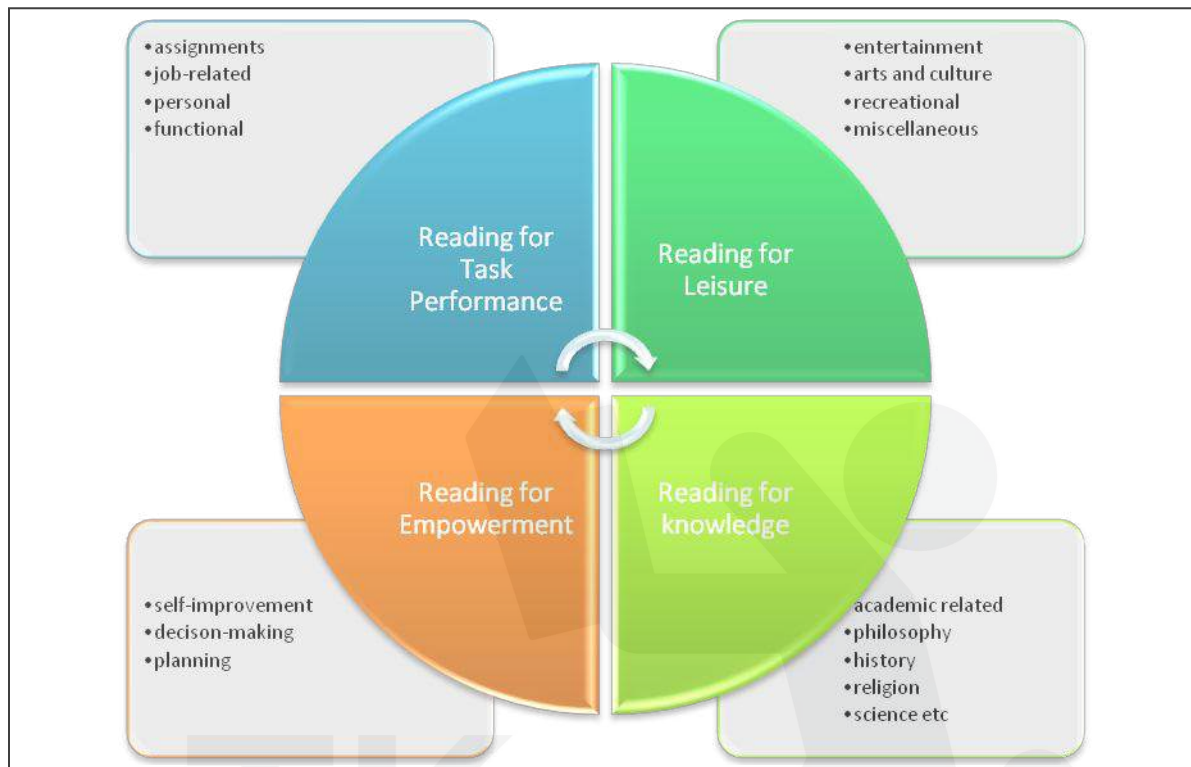 •assignments
•job-related
•personal
•functional
•entertainment
•arts and culture
•recreational
•miscellaneous
Reading for
Task
Performance
Reading for
Leisure
Reading for
Empowerment
Reading for
knowledge
•self-improvement
•decison-making
•planning
academic related
•philosophy
•history
•religion
•science etc